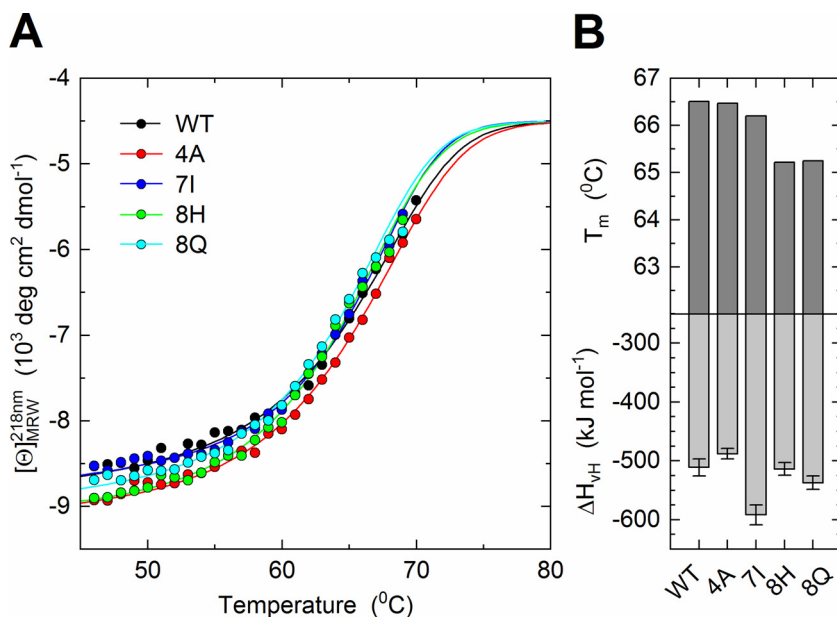 A
B
[Θ]218nm MRW (10³ deg cm² dmol⁻¹)
-4
-5
-6
-7
-8
-9
WT
4A
7I
8H
8Q
50
60
70
80
Temperature (⁰C)
Tm (⁰C)
67
66
65
64
63
ΔHvH (kJ mol⁻¹)
-300
-400
-500
-600
WT
4A
7I
8H
8Q